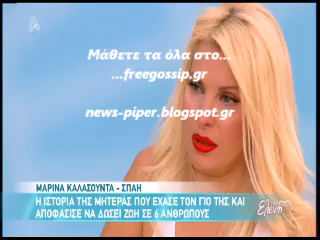 Μάθετε τα όλα στο...
...freegossip.gr
news-piper.blogspot.gr
ΜΑΡΙΝΑ ΚΑΛΑΣΟΥΝΤΑ - ΣΠΑΗ
Η ΙΣΤΟΡΙΑ ΤΗΣ ΜΗΤΕΡΑΣ ΠΟΥ ΕΧΑΣΕ ΤΟΝ ΓΙΟ ΤΗΣ ΚΑΙ
ΑΠΟΦΑΣΙΣΕ ΝΑ ΔΩΣΕΙ ΖΩΗ ΣΕ 6 ΑΝΘΡΩΠΟΥΣ
Ελένη